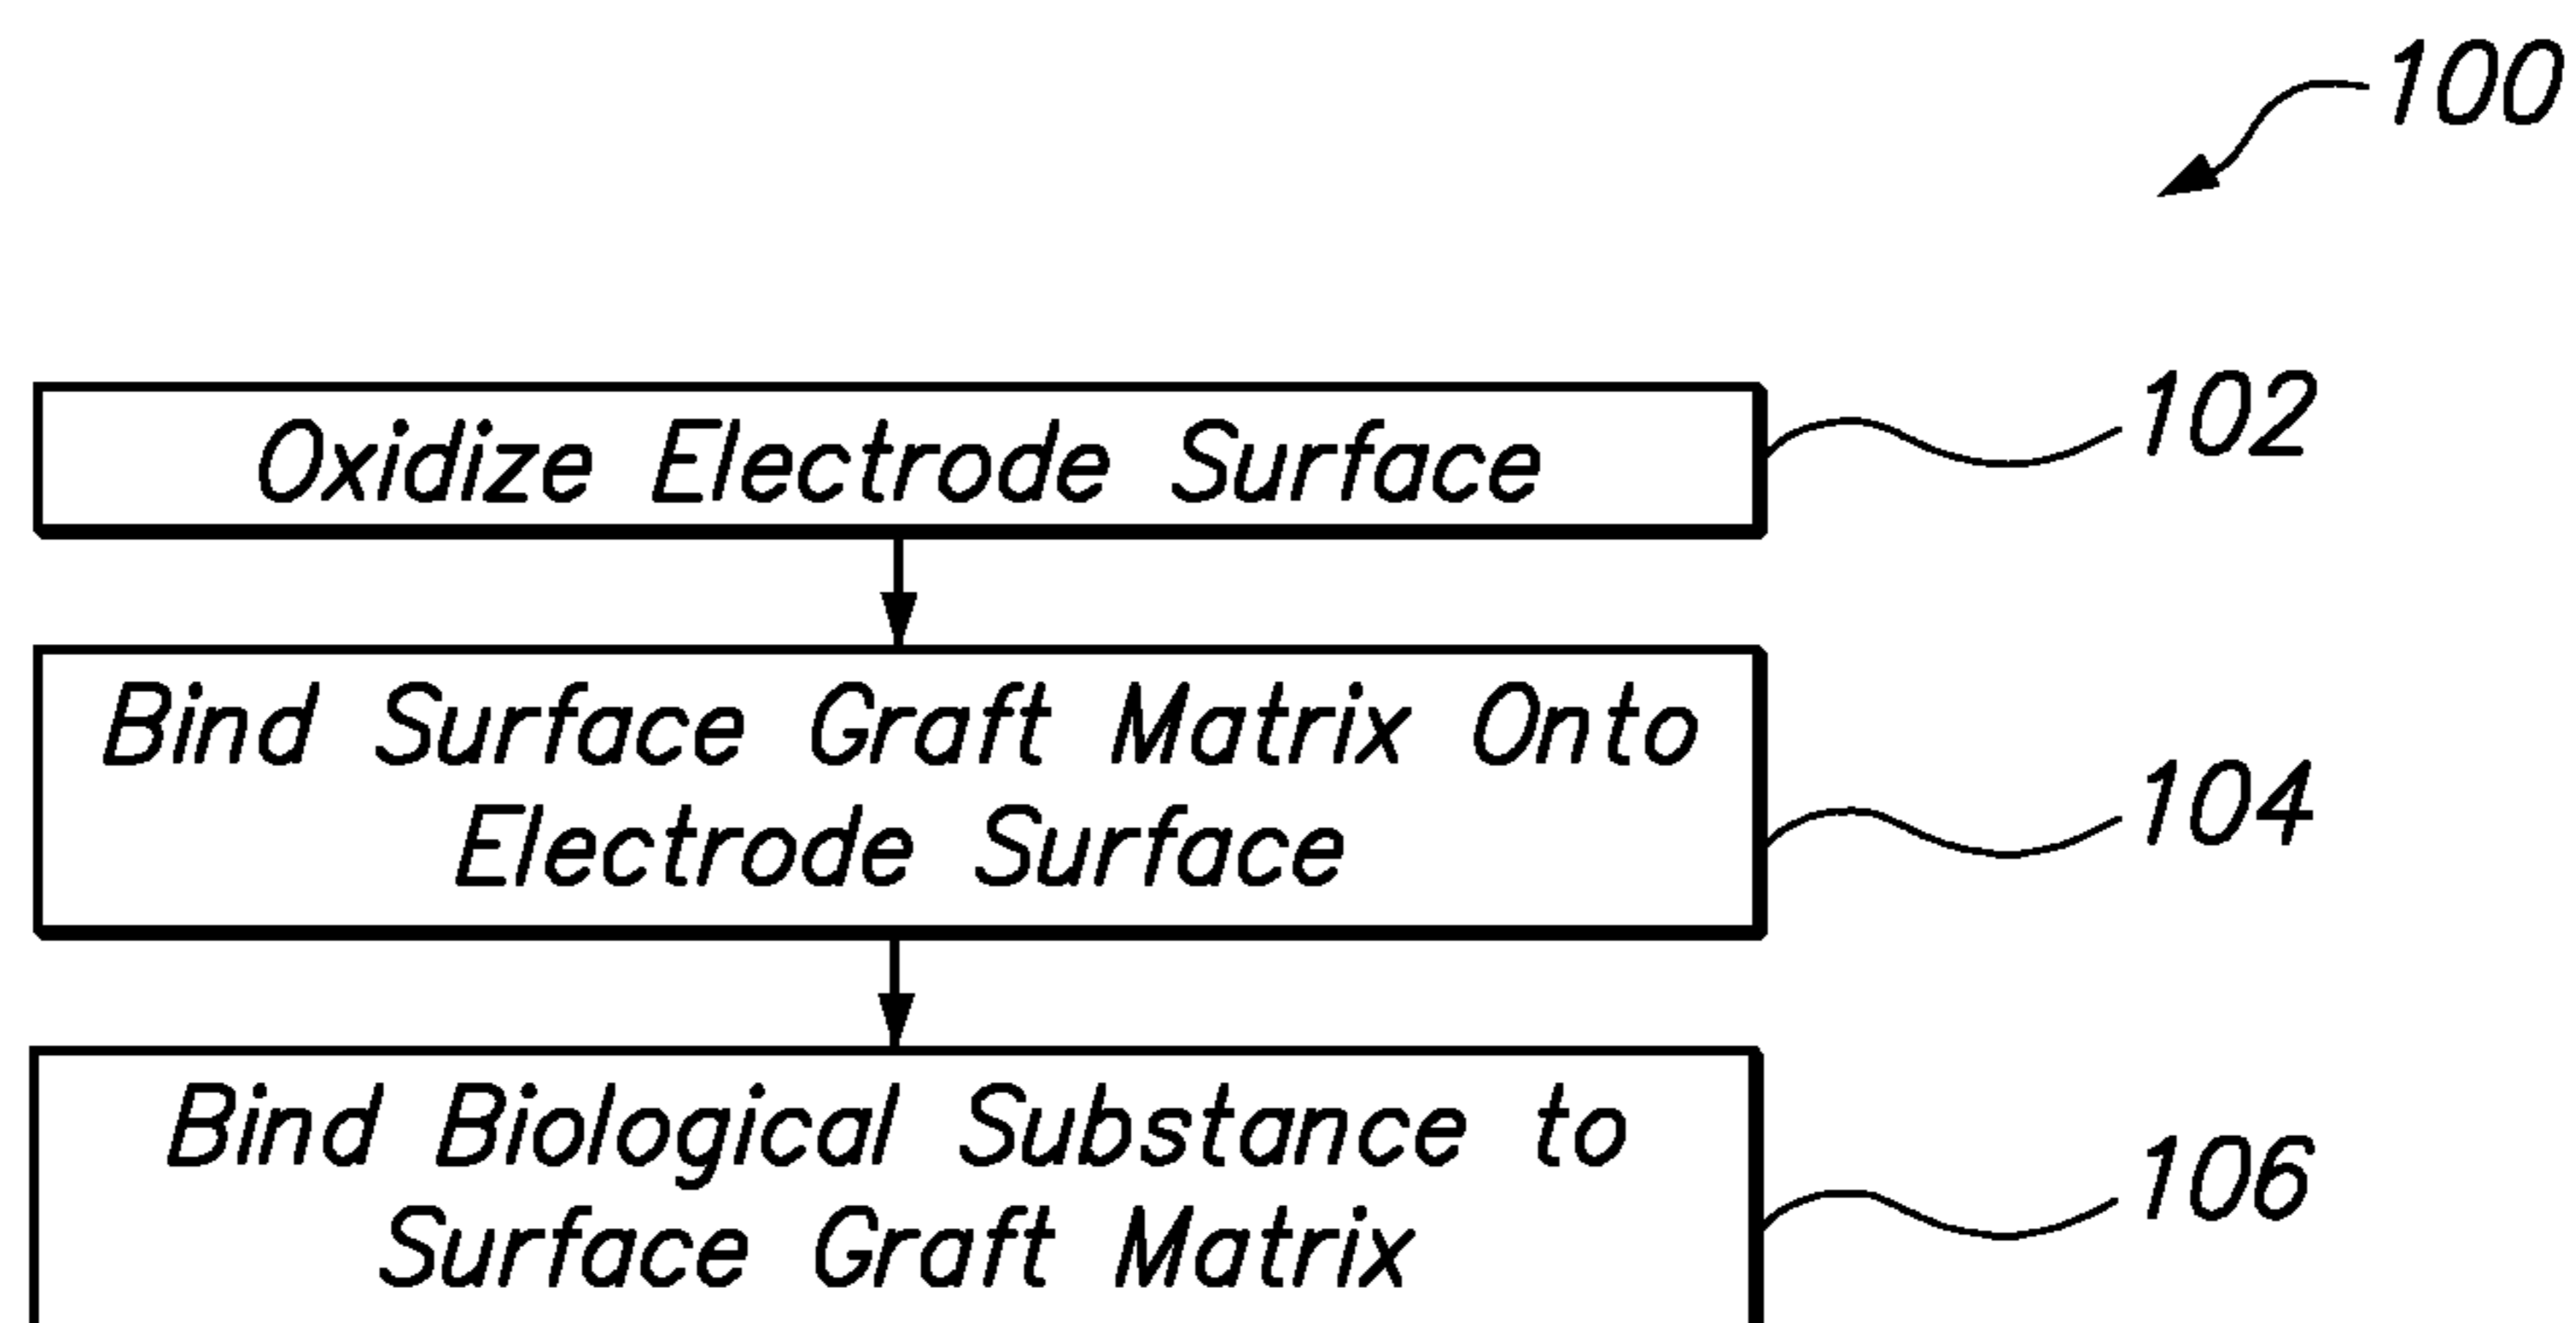 100
Oxidize Electrode Surface
102
Bind Surface Graft Matrix Onto
Electrode Surface
104
Bind Biological Substance to
Surface Graft Matrix
106